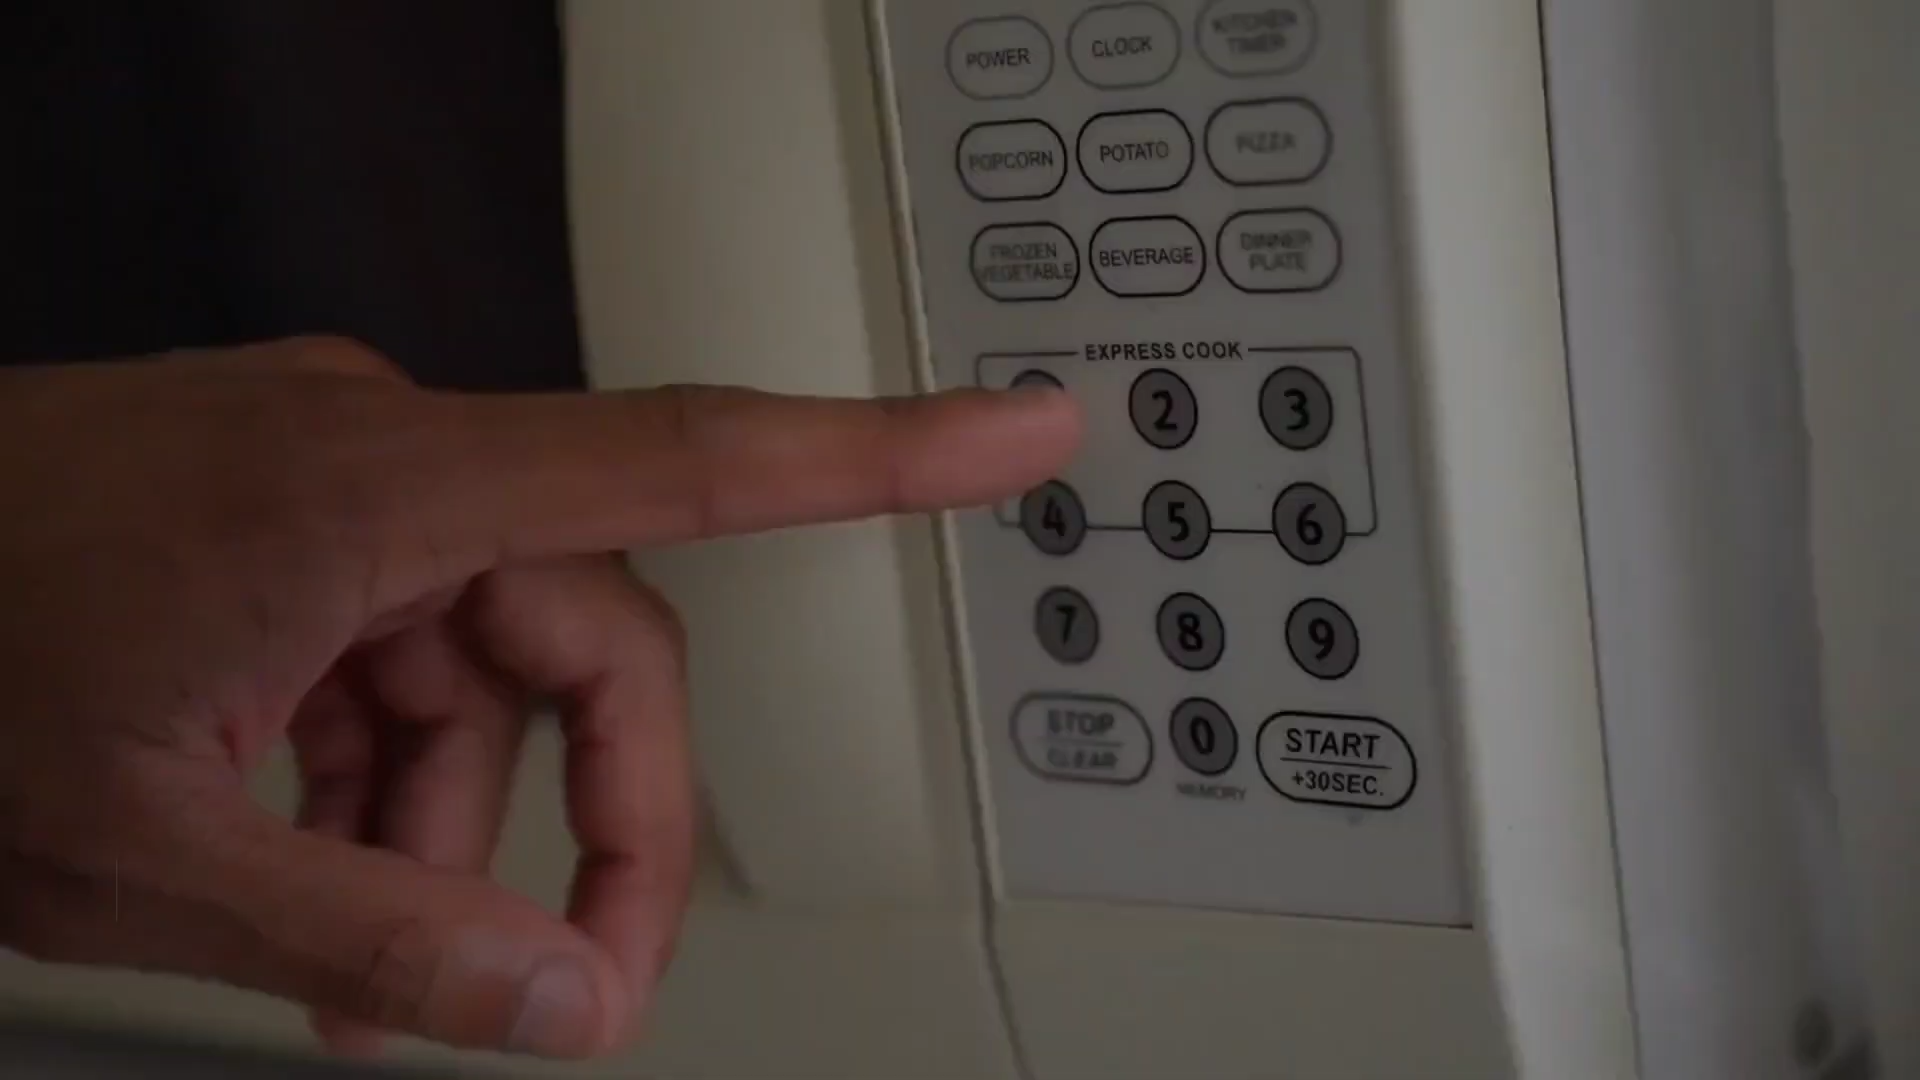 POWER
CLOCK
KITCHEN
TIMER
POPCORN
POTATO
PIZZA
FROZEN
VEGETABLE
BEVERAGE
DINNER
PLATE
EXPRESS COOK
2
3
4
5
6
7
8
9
STOP
CLEAR
0
MEMORY
START
+30SEC.